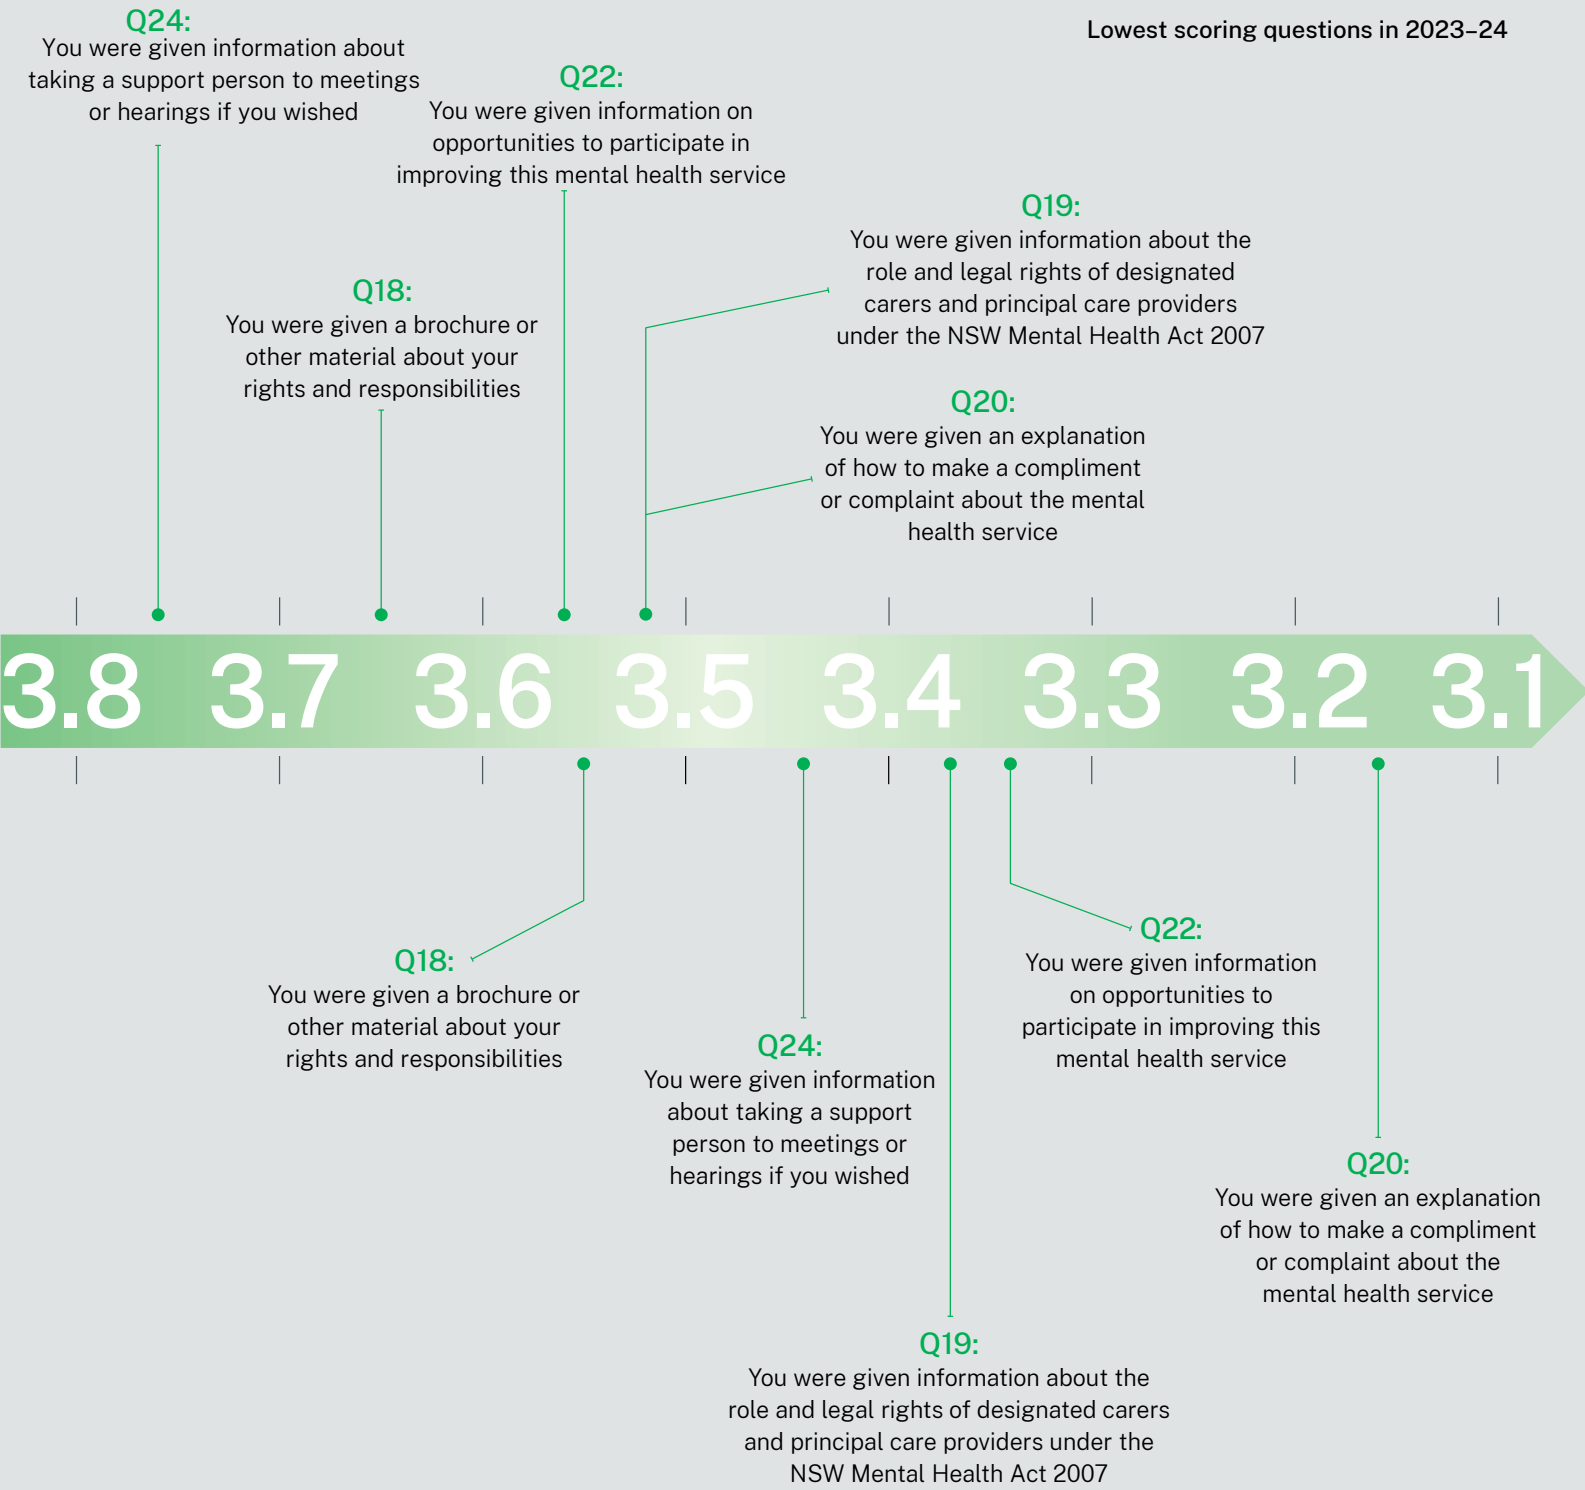 Lowest scoring questions in 2023–24
Q24:
You were given information about
taking a support person to meetings
or hearings if you wished
Q22:
You were given information on
opportunities to participate in
improving this mental health service
Q18:
You were given a brochure or
other material about your
rights and responsibilities
Q19:
You were given information about the
role and legal rights of designated
carers and principal care providers
under the NSW Mental Health Act 2007
Q20:
You were given an explanation
of how to make a compliment
or complaint about the mental
health service
3.8 3.7 3.6 3.5 3.4 3.3 3.2 3.1
Q18:
You were given a brochure or
other material about your
rights and responsibilities
Q24:
You were given information
about taking a support
person to meetings or
hearings if you wished
Q22:
You were given information
on opportunities to
participate in improving this
mental health service
Q20:
You were given an explanation
of how to make a compliment
or complaint about the
mental health service
Q19:
You were given information about the
role and legal rights of designated carers
and principal care providers under the
NSW Mental Health Act 2007